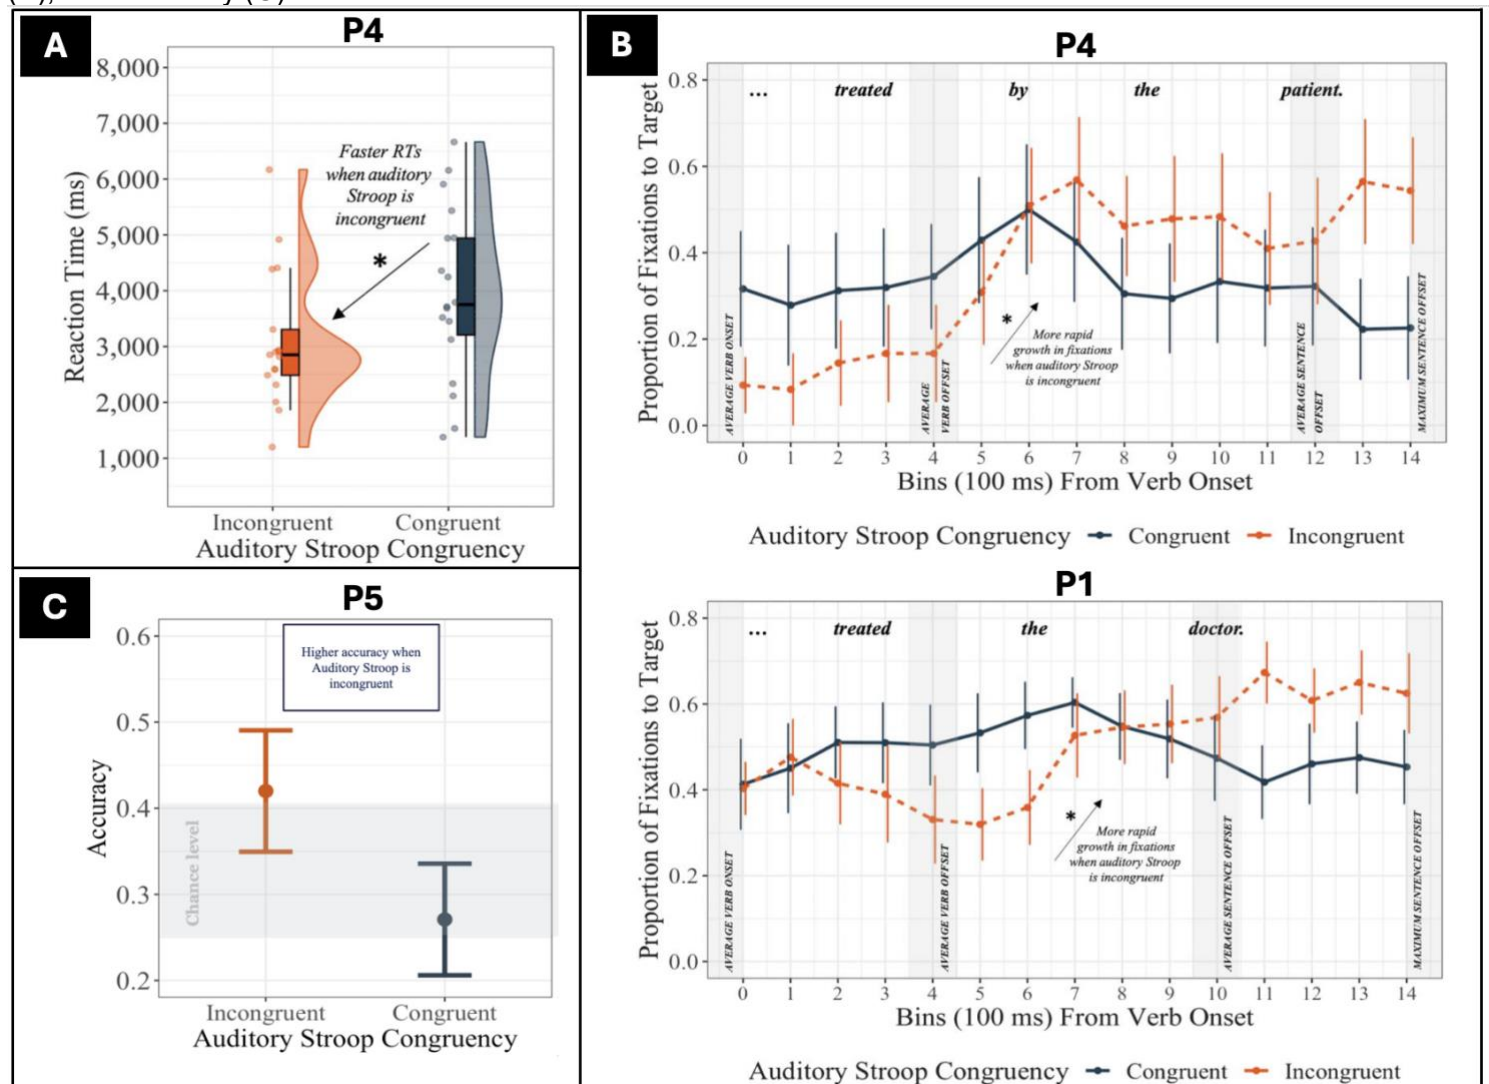 A
P4
8,000
7,000
6,000
5,000
4,000
3,000
2,000
1,000
Reaction Time (ms)
Faster RTs
when auditory
Stroop is
incongruent
*
Incongruent Congruent
Auditory Stroop Congruency
B
P4
0.8
0.6
0.4
0.2
0.0
Proportion of Fixations to Target
... treated by the patient.
AVERAGE VERB ONSET
AVERAGE
VERB OFFSET
*
More rapid
growth in fixations
when auditory Stroop
is incongruent
AVERAGE SENTENCE
OFFSET
MAXIMUM SENTENCE OFFSET
0 1 2 3 4 5 6 7 8 9 10 11 12 13 14
Bins (100 ms) From Verb Onset
Auditory Stroop Congruency Congruent Incongruent
P1
0.8
0.6
0.4
0.2
0.0
Proportion of Fixations to Target
... treated the doctor.
AVERAGE VERB ONSET
AVERAGE VERB OFFSET
*
More rapid
growth in fixations
when auditory Stroop
is incongruent
AVERAGE SENTENCE OFFSET
MAXIMUM SENTENCE OFFSET
0 1 2 3 4 5 6 7 8 9 10 11 12 13 14
Bins (100 ms) From Verb Onset
Auditory Stroop Congruency Congruent Incongruent
C
P5
0.6
0.5
0.4
0.3
0.2
Accuracy
Higher accuracy when
Auditory Stroop is
incongruent
Chance level
Incongruent Congruent
Auditory Stroop Congruency